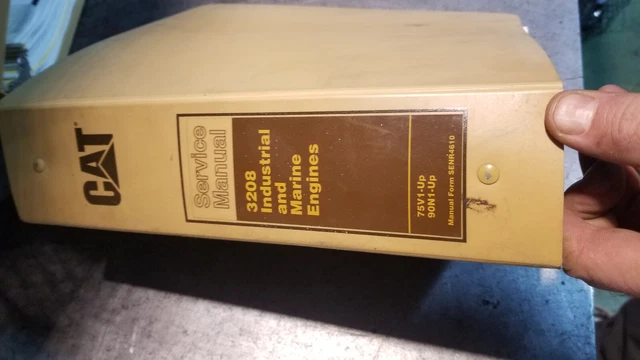 CAT
Service
Manual
3208
Industrial
and
Marine
Engines
75V1-Up
90N1-Up
Manual Form SENR4610